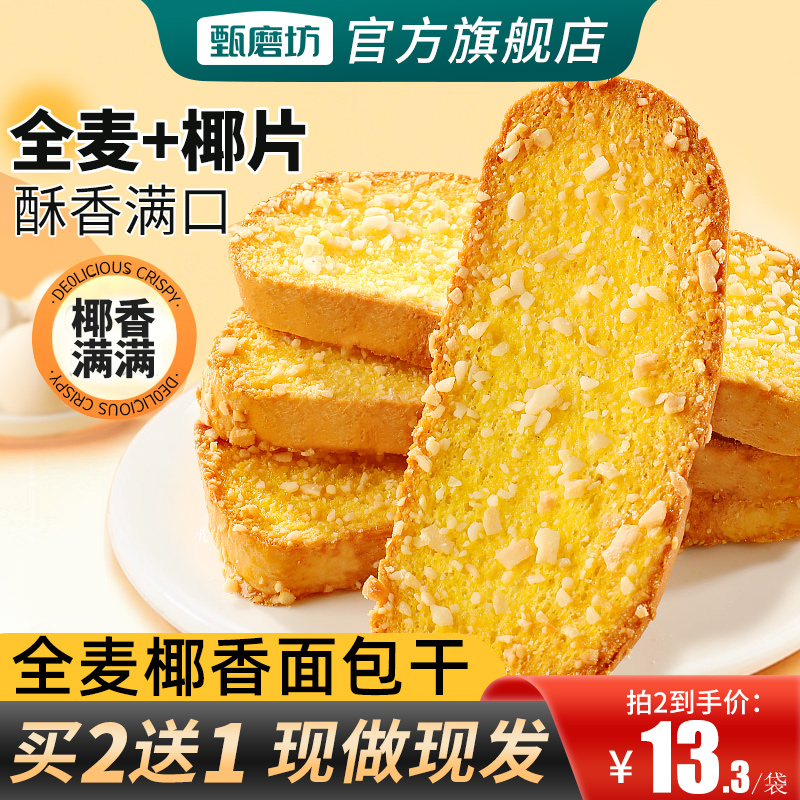 甄磨坊 官方旗舰店
全麦+椰片
酥香满口
DEOLICIOUS CRISPY
椰香
满满
DEOLICIOUS CRISPY
全麦椰香面包干
买2送1 现做现发
拍2到手价:
¥13.3/袋